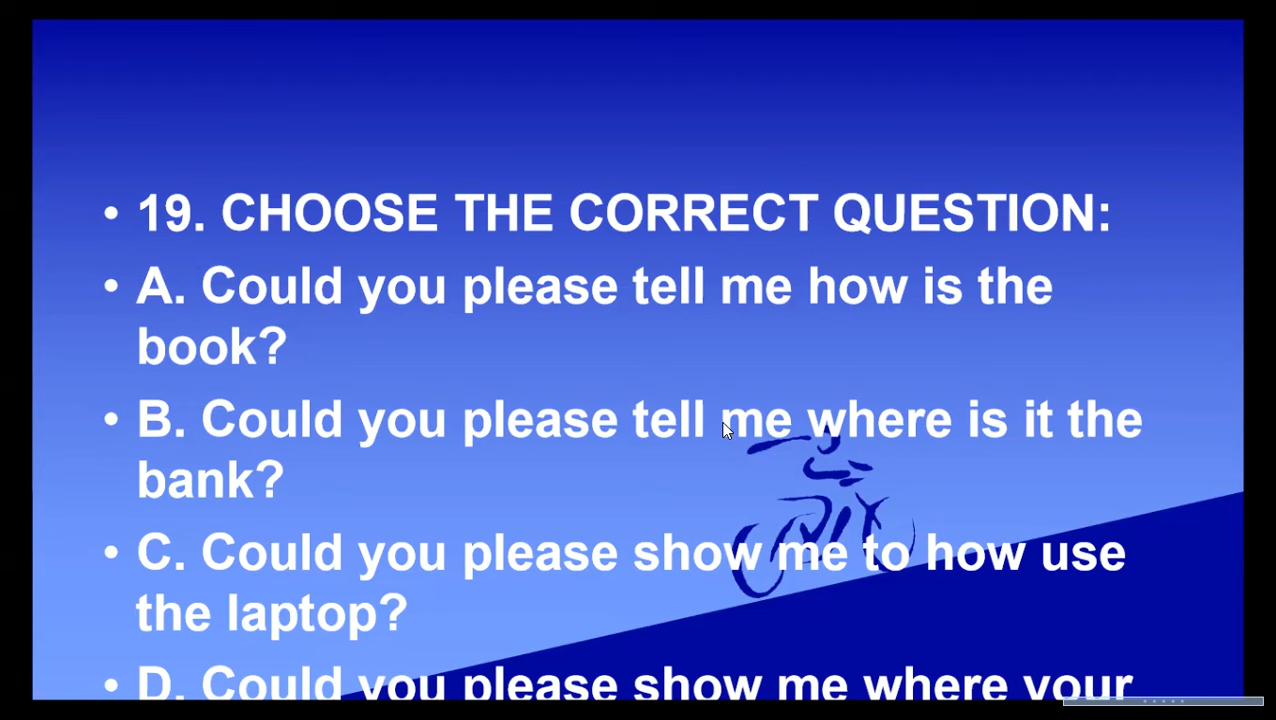 • 19. CHOOSE THE CORRECT QUESTION:
• A. Could you please tell me how is the
book?
• B. Could you please tell me where is it the
bank?
• C. Could you please show me to how use
the laptop?
• D. Could you please show me where your